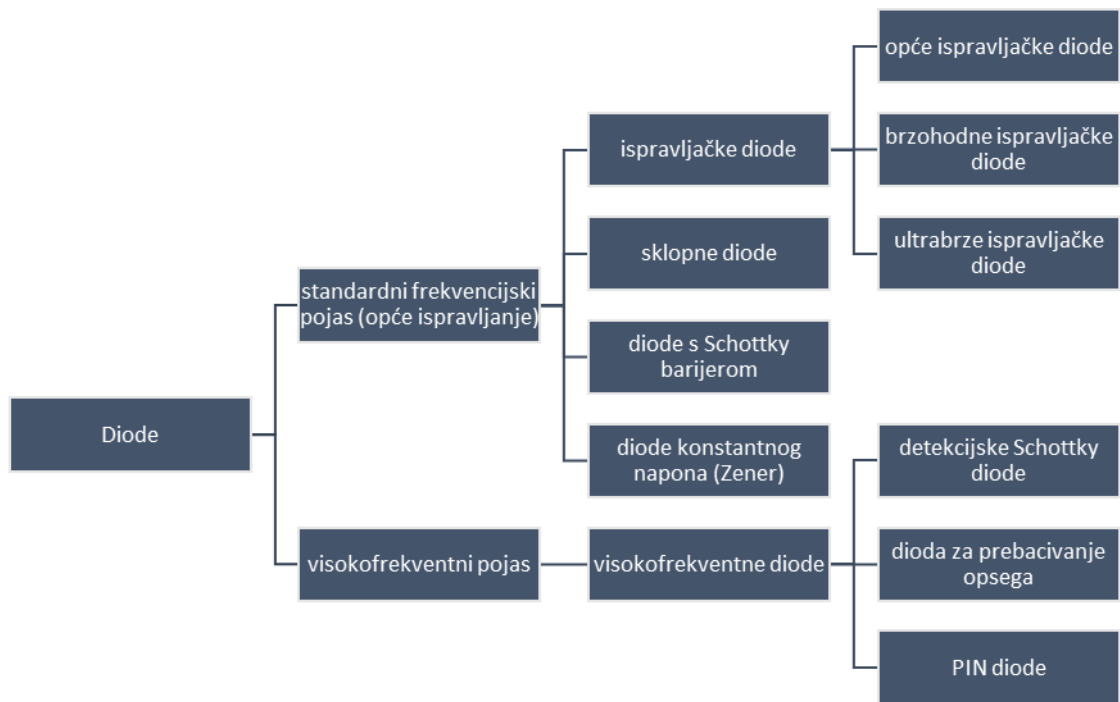 Diode
standardni frekvencijski
pojas (opće ispravljanje)
ispravljačke diode
opće ispravljačke diode
brzohodne ispravljačke
diode
ultrabrze ispravljačke
diode
sklopne diode
diode s Schottky
barijerom
diode konstantnog
napona (Zener)
visokofrekventni pojas
visokofrekventne diode
detekcijske Schottky
diode
dioda za prebacivanje
opsega
PIN diode